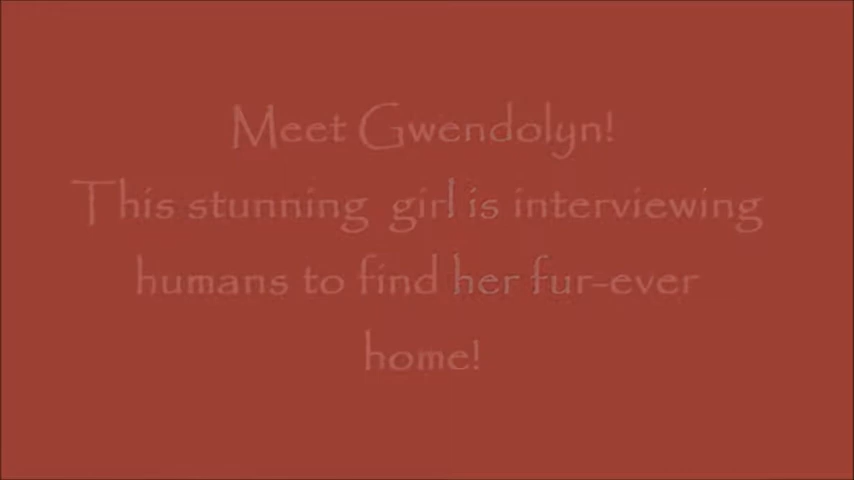 Meet Gwendolyn!
This stunning girl is interviewing
humans to find her fur-ever
home!